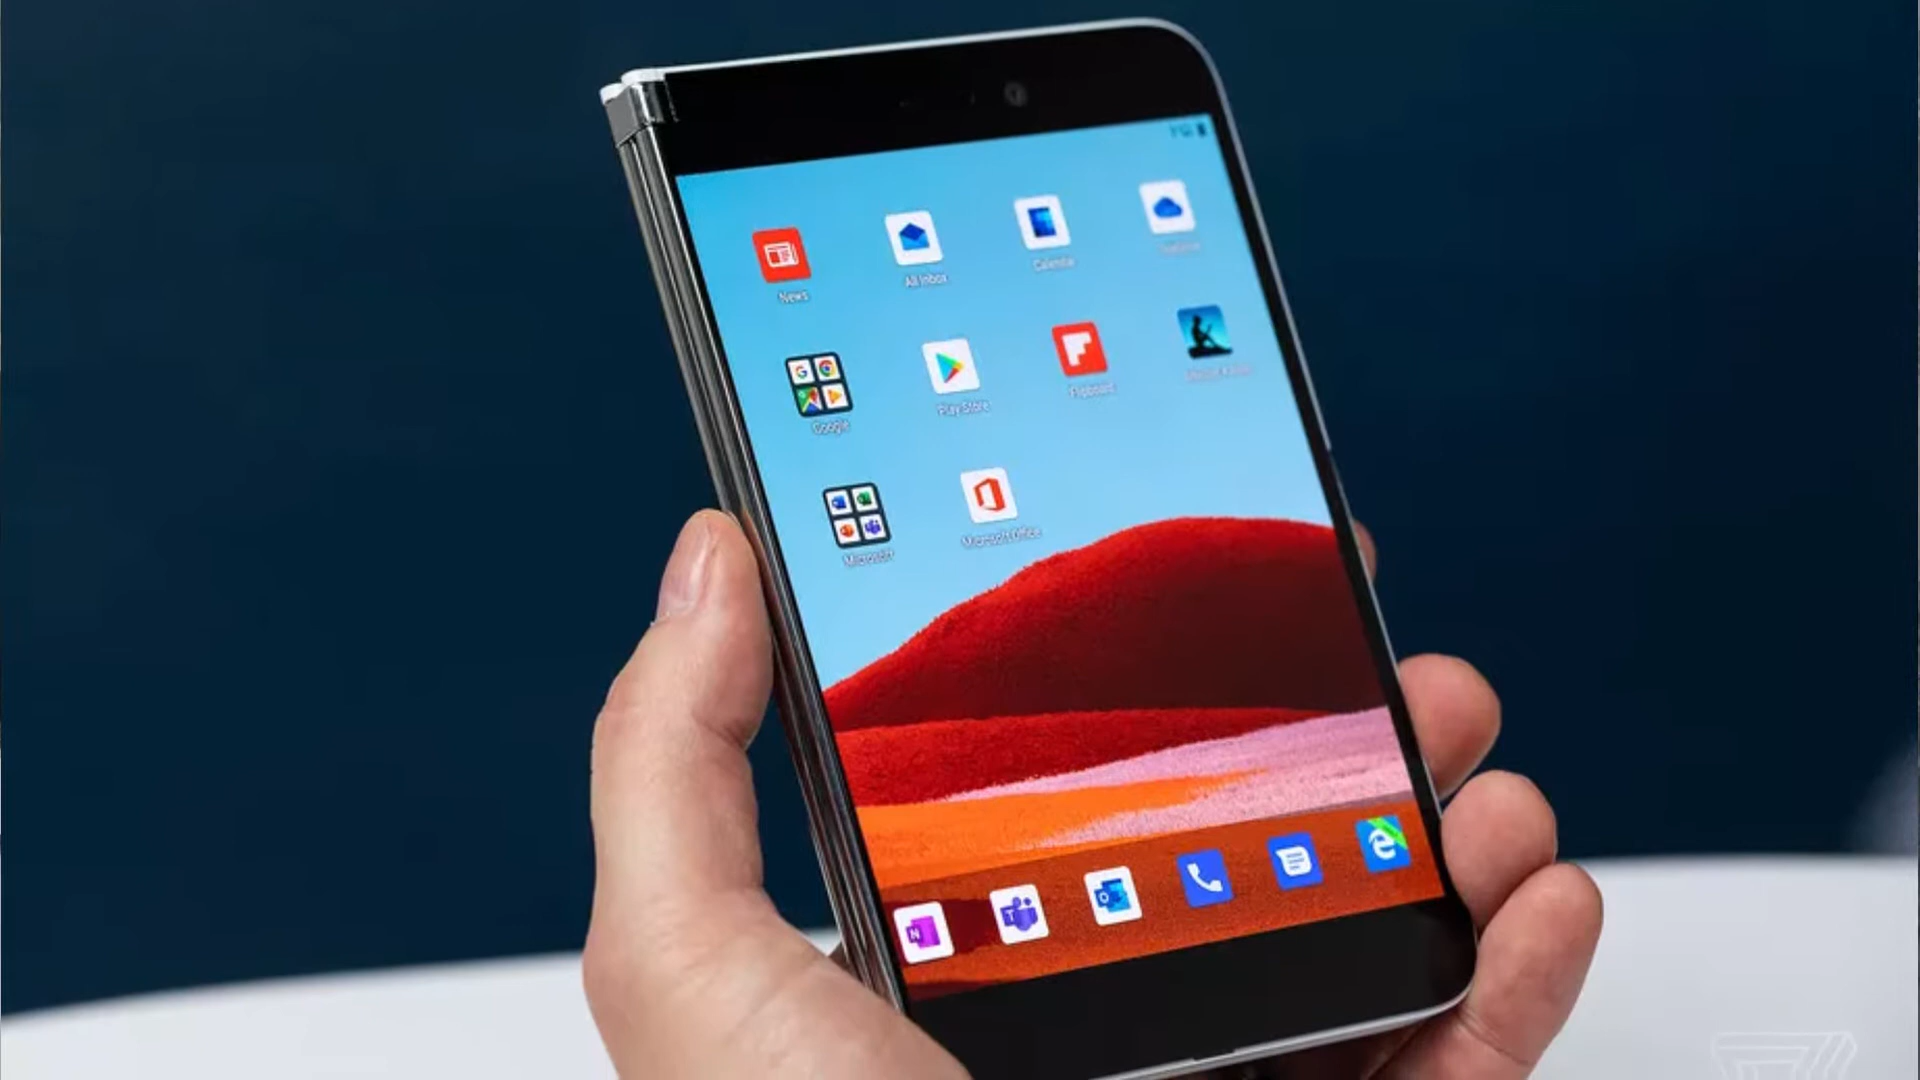 News
All Inbox
Calendar
Google
Play Store
Flipboard
Microsoft
Microsoft Office